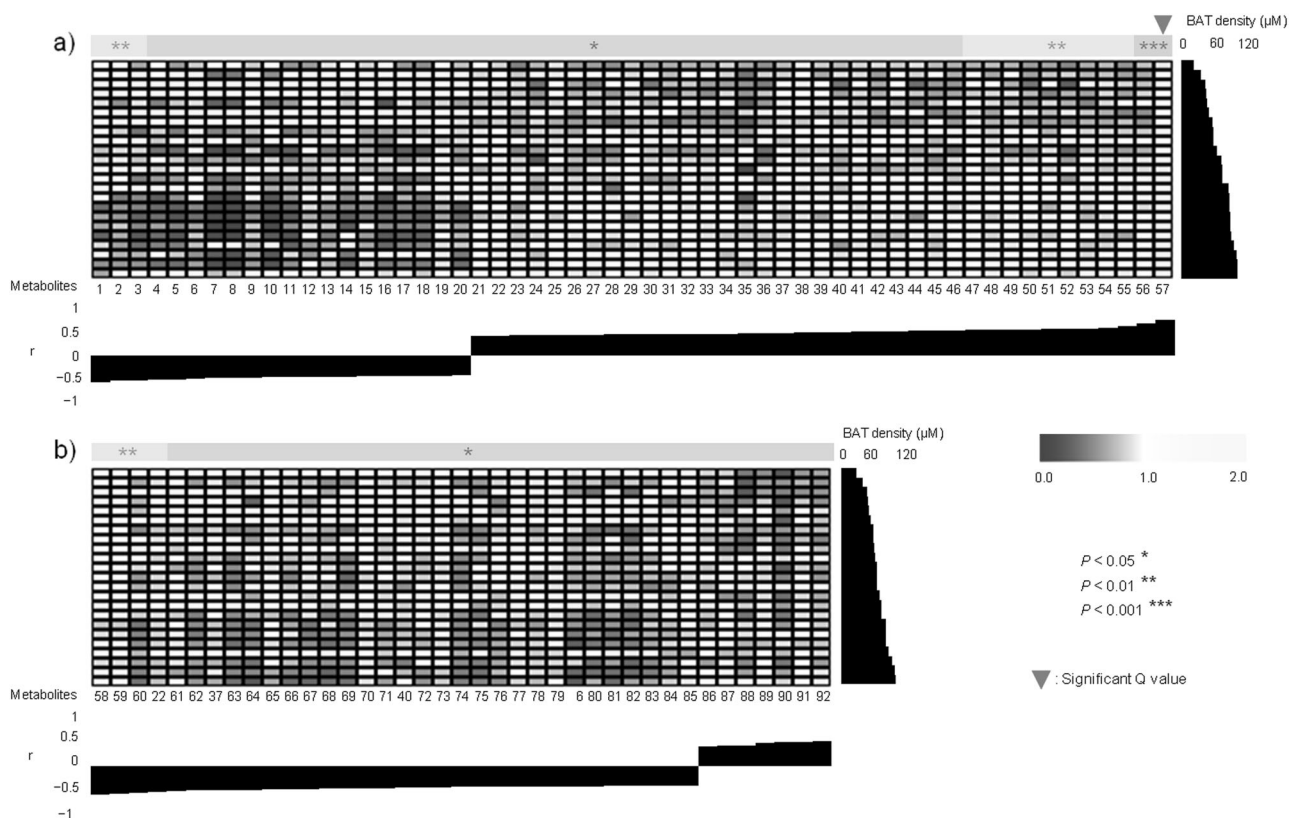 a)
** * ** ***
BAT density (μM)
0 60 120
Metabolites 1 2 3 4 5 6 7 8 9 10 11 12 13 14 15 16 17 18 19 20 21 22 23 24 25 26 27 28 29 30 31 32 33 34 35 36 37 38 39 40 41 42 43 44 45 46 47 48 49 50 51 52 53 54 55 56 57
1
0.5
r 0
−0.5
−1
b)
** *
BAT density (μM)
0 60 120
Metabolites 58 59 60 22 61 62 37 63 64 65 66 67 68 69 70 71 40 72 73 74 75 76 77 78 79 6 80 81 82 83 84 85 86 87 88 89 90 91 92
1
0.5
r 0
−0.5
−1
0.0 1.0 2.0
P < 0.05 *
P < 0.01 **
P < 0.001 ***
▼ : Significant Q value